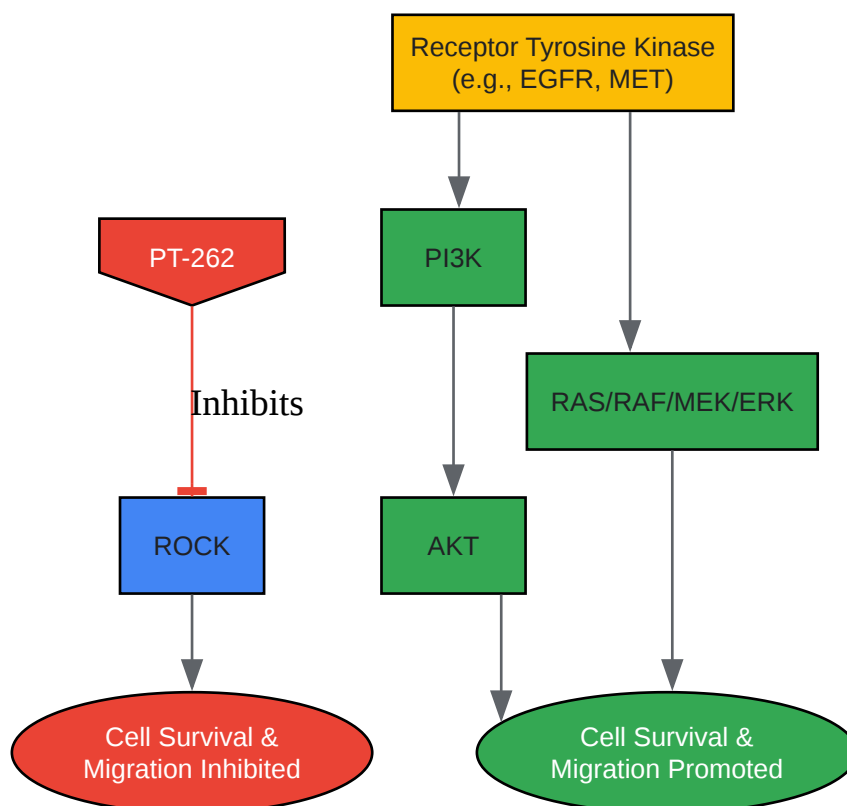 Receptor Tyrosine Kinase
(e.g., EGFR, MET)
PT-262
PI3K
Inhibits
RAS/RAF/MEK/ERK
ROCK
AKT
Cell Survival &
Migration Inhibited
Cell Survival &
Migration Promoted